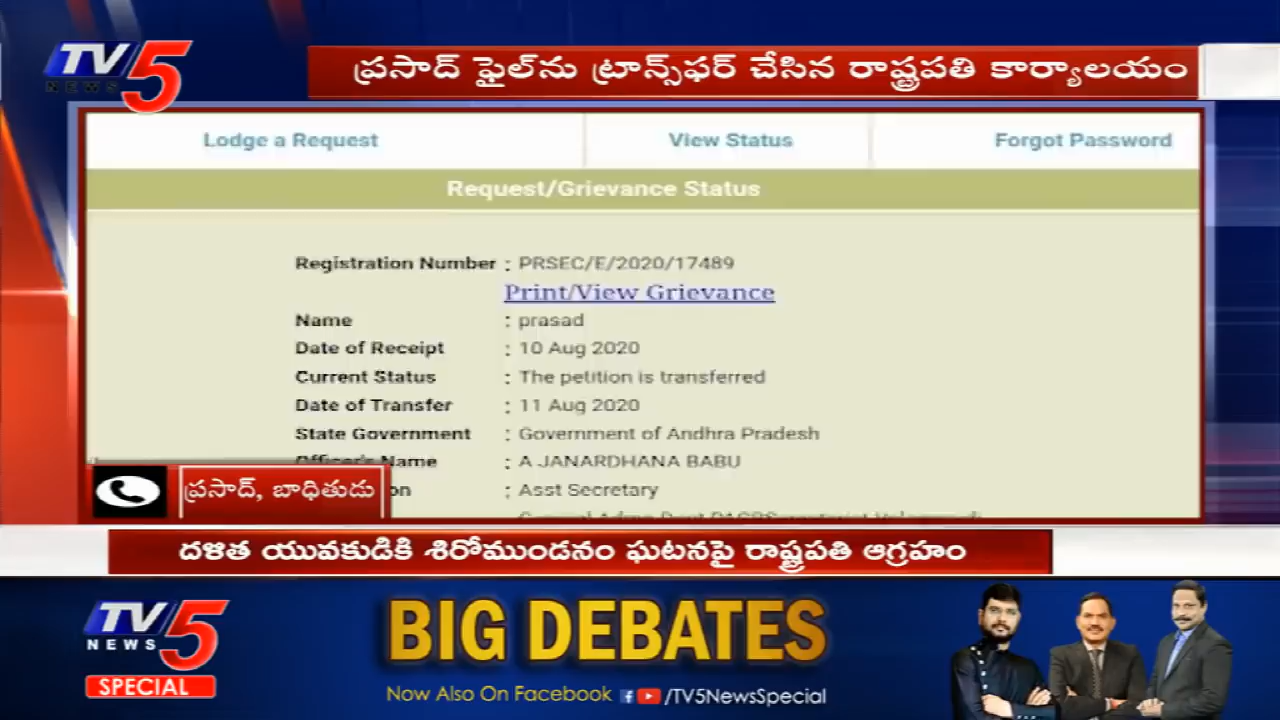 TV5
NEWS
ప్రసాద్ ఫైల్‌ను ట్రాన్స్‌ఫర్ చేసిన రాష్ట్రపతి కార్యాలయం
Lodge a Request View Status Forgot Password
Request/Grievance Status
Registration Number : PRSEC/E/2020/17489
Print/View Grievance
Name : prasad
Date of Receipt : 10 Aug 2020
Current Status : The petition is transferred
Date of Transfer : 11 Aug 2020
State Government : Government of Andhra Pradesh
Officer's Name : A JANARDHANA BABU
on : Asst Secretary
ప్రసాద్, బాధితుడు
దళిత యువకుడికి శిరోముండనం ఘటనపై రాష్ట్రపతి ఆగ్రహం
TV5
NEWS
SPECIAL
BIG DEBATES
Now Also On Facebook /TV5NewsSpecial